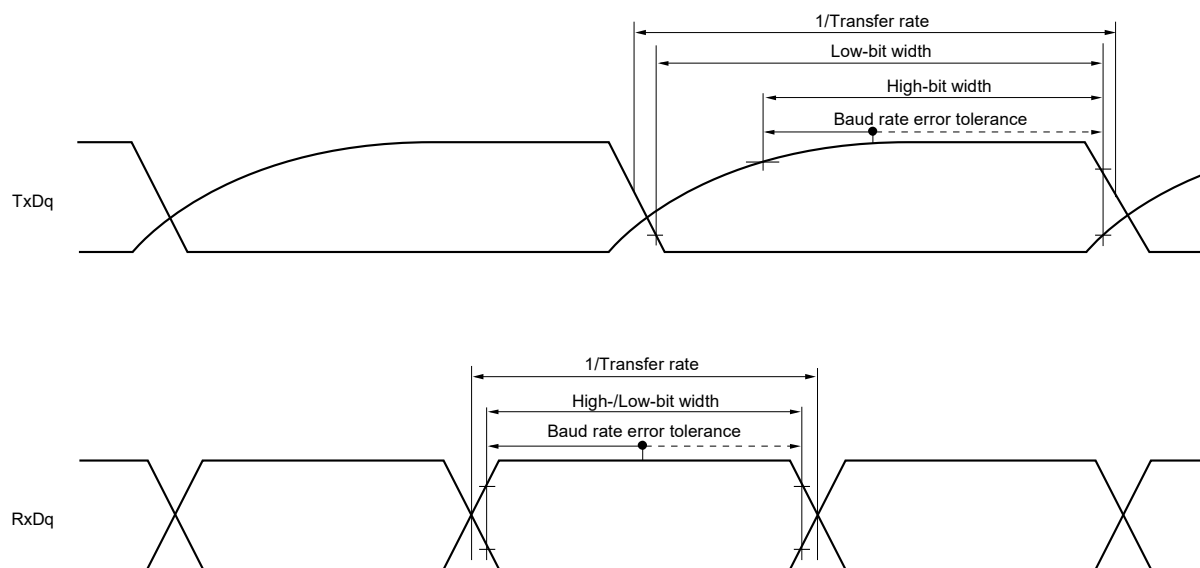 1/Transfer rate
Low-bit width
High-bit width
Baud rate error tolerance
TxDq
1/Transfer rate
High-/Low-bit width
Baud rate error tolerance
RxDq